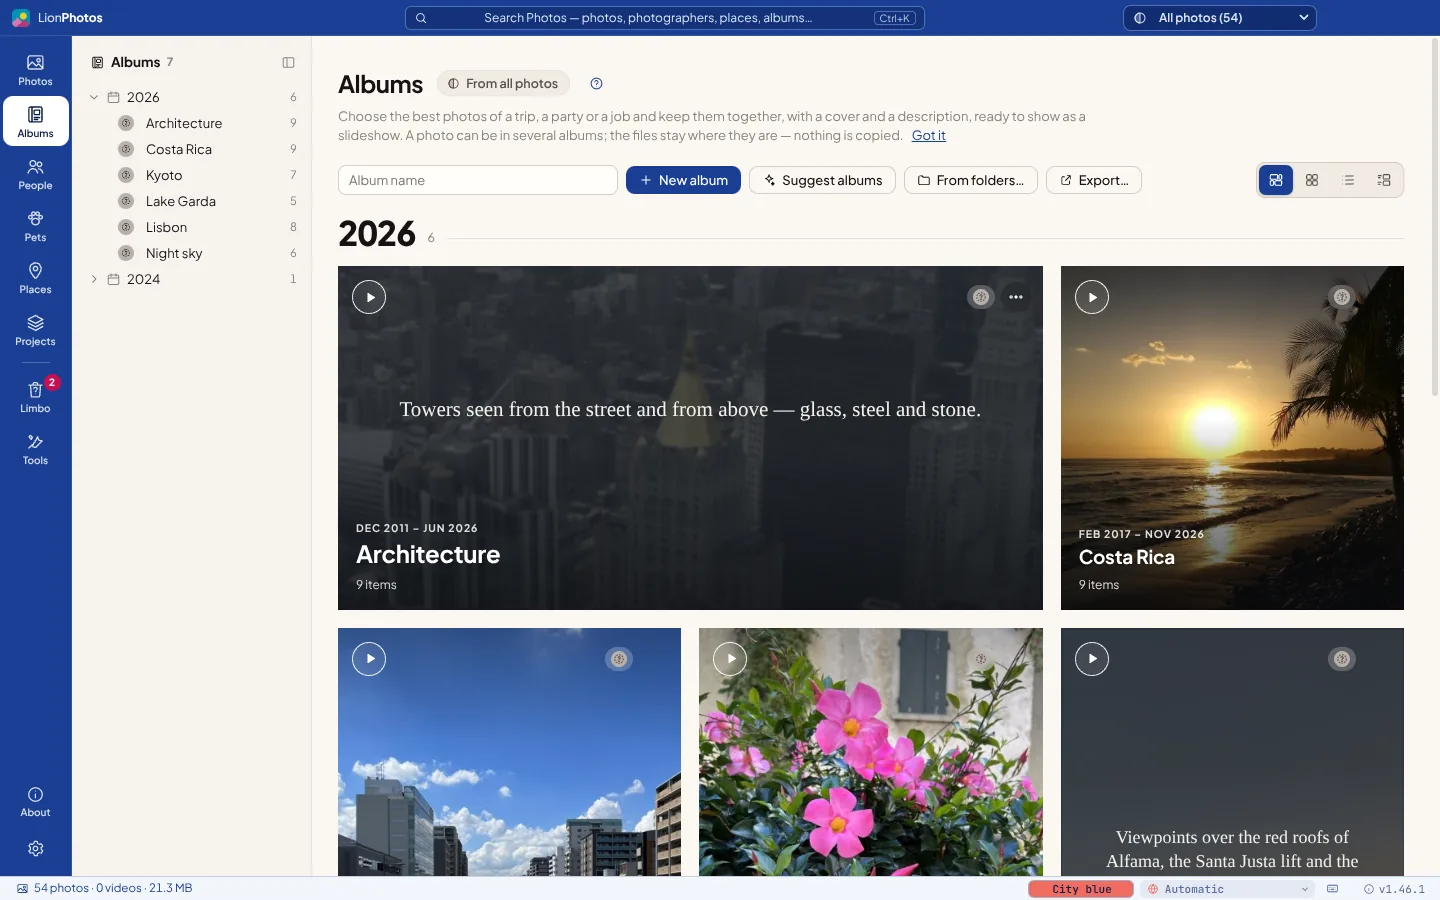 LionPhotos
Search Photos — photos, photographers, places, albums...
Ctrl+K
All photos (54)
Photos
Albums
People
Pets
Places
Projects
2
Limbo
Tools
About
Albums 7
2026 6
Architecture 9
Costa Rica 9
Kyoto 7
Lake Garda 5
Lisbon 8
Night sky 6
2024 1
Albums
From all photos
Choose the best photos of a trip, a party or a job and keep them together, with a cover and a description, ready to show as a
slideshow. A photo can be in several albums; the files stay where they are — nothing is copied. Got it
Album name
New album
Suggest albums
From folders...
Export...
2026 6
Towers seen from the street and from above — glass, steel and stone.
DEC 2011 – JUN 2026
Architecture
9 items
FEB 2017 – NOV 2026
Costa Rica
9 items
Viewpoints over the red roofs of
Alfama, the Santa Justa lift and the
54 photos · 0 videos · 21.3 MB
City blue
Automatic
v1.46.1